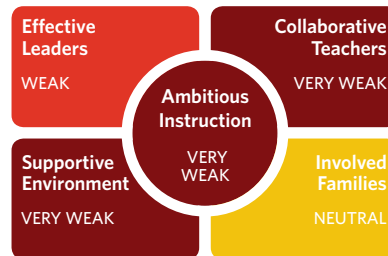 Effective
Leaders
WEAK
Collaborative
Teachers
VERY WEAK
Ambitious
Instruction
VERY
WEAK
Supportive
Environment
VERY WEAK
Involved
Families
NEUTRAL